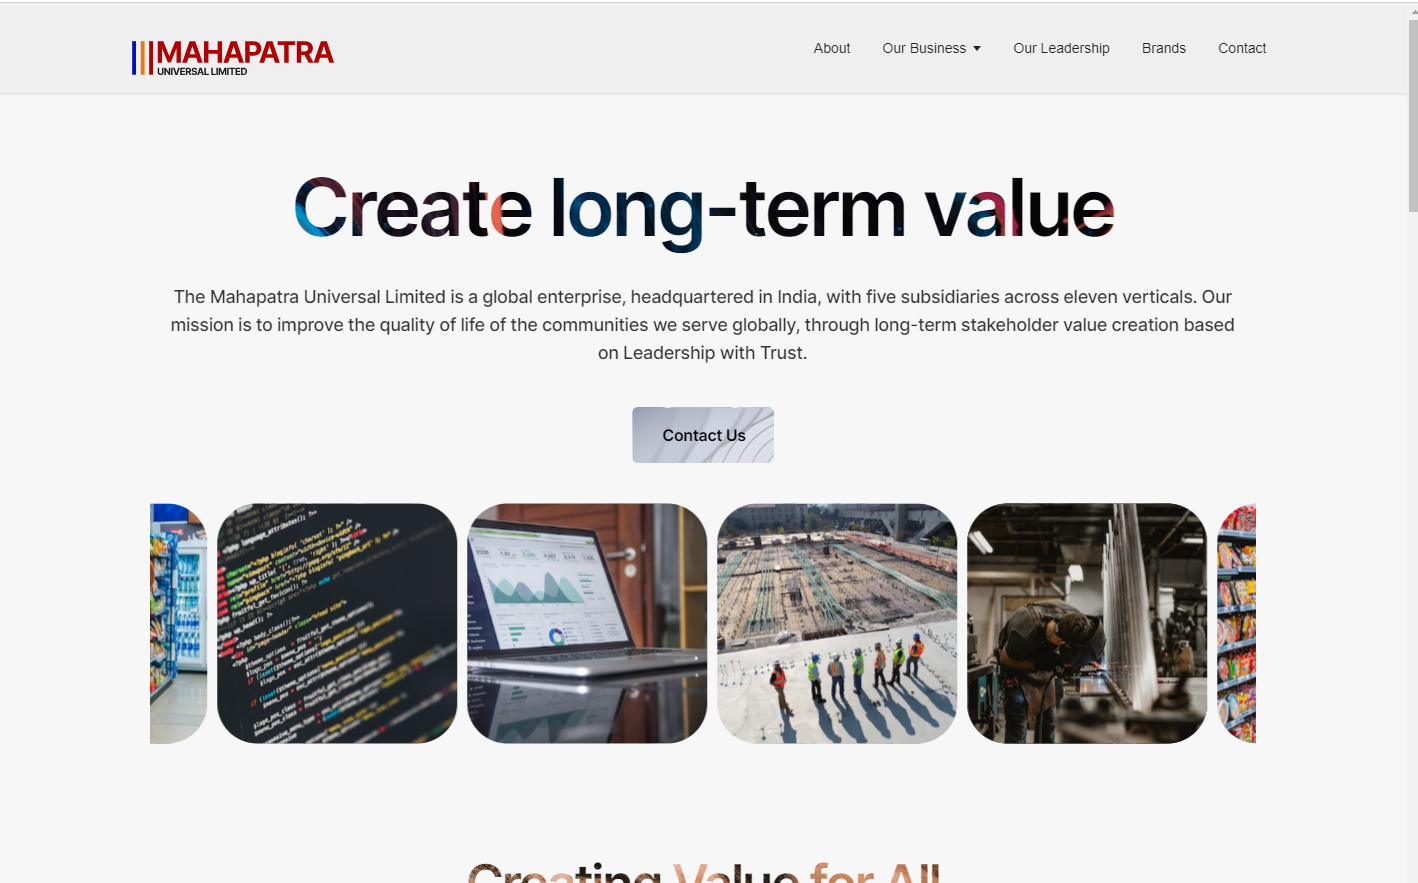 MAHAPATRA
UNIVERSAL LIMITED
About Our Business Our Leadership Brands Contact
Create long-term value
The Mahapatra Universal Limited is a global enterprise, headquartered in India, with five subsidiaries across eleven verticals. Our
mission is to improve the quality of life of the communities we serve globally, through long-term stakeholder value creation based
on Leadership with Trust.
Contact Us
Creating Value for All